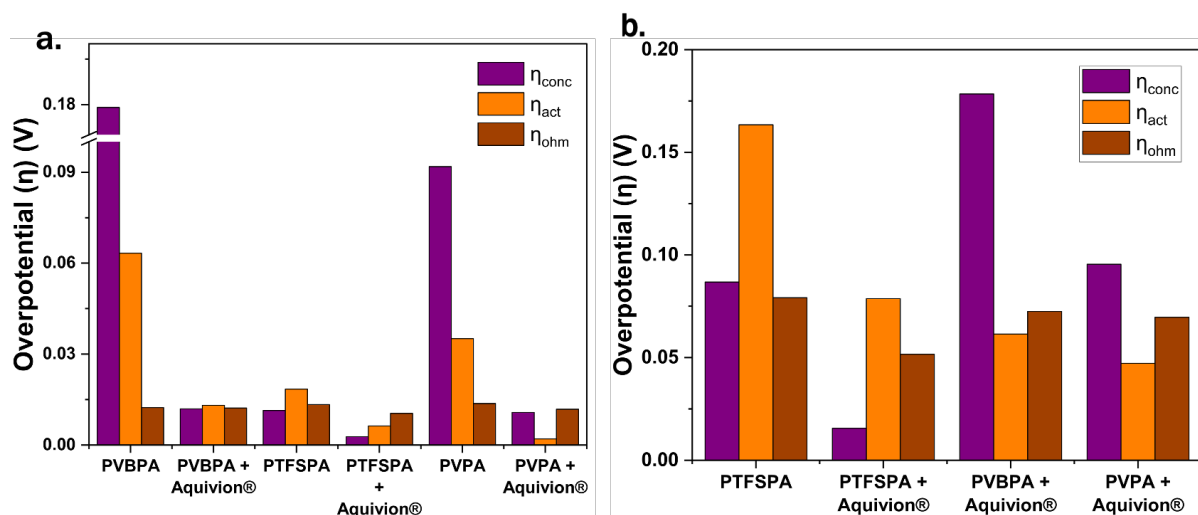 a.
Overpotential (η) (V)
0.18
0.09
0.06
0.03
0.00
ηconc
ηact
ηohm
PVBPA
PVBPA +
Aquivion®
PTFSPA
PTFSPA
+
Aquivion®
PVPA
PVPA +
Aquivion®
b.
Overpotential (η) (V)
0.20
0.15
0.10
0.05
0.00
ηconc
ηact
ηohm
PTFSPA
PTFSPA +
Aquivion®
PVBPA +
Aquivion®
PVPA +
Aquivion®